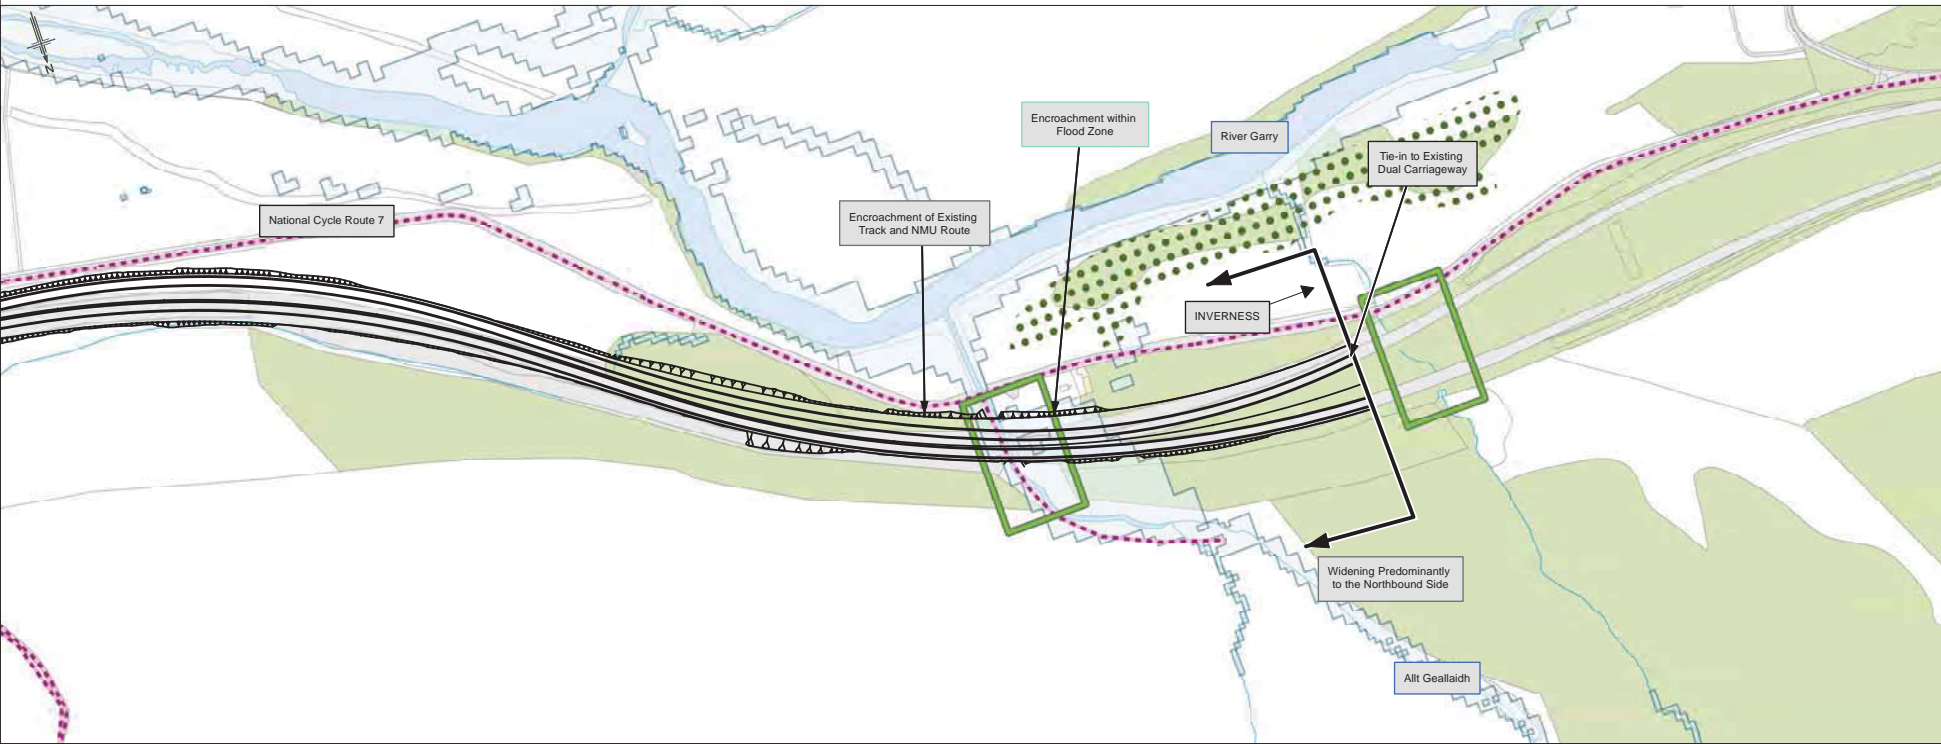 N
Encroachment within
Flood Zone
River Garry
Tie-in to Existing
Dual Carriageway
National Cycle Route 7
Encroachment of Existing
Track and NMU Route
INVERNESS
Widening Predominantly
to the Northbound Side
Allt Geallaidh